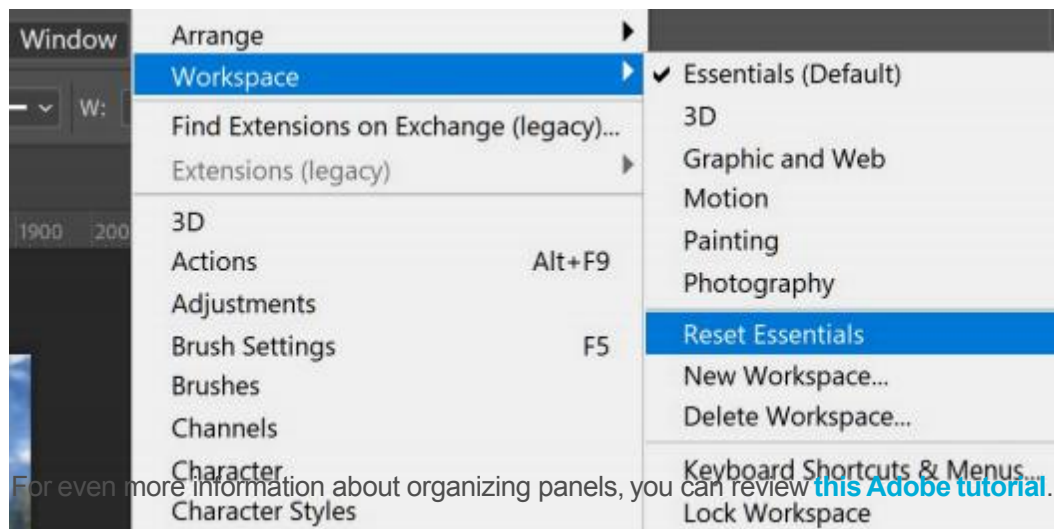 Window
W:
1900 200
Arrange
Workspace
Find Extensions on Exchange (legacy)...
Extensions (legacy)
3D
Actions Alt+F9
Adjustments
Brush Settings F5
Brushes
Channels
Character
Character Styles
✔ Essentials (Default)
3D
Graphic and Web
Motion
Painting
Photography
Reset Essentials
New Workspace...
Delete Workspace...
Keyboard Shortcuts & Menus...
Lock Workspace
For even more information about organizing panels, you can review this Adobe tutorial.